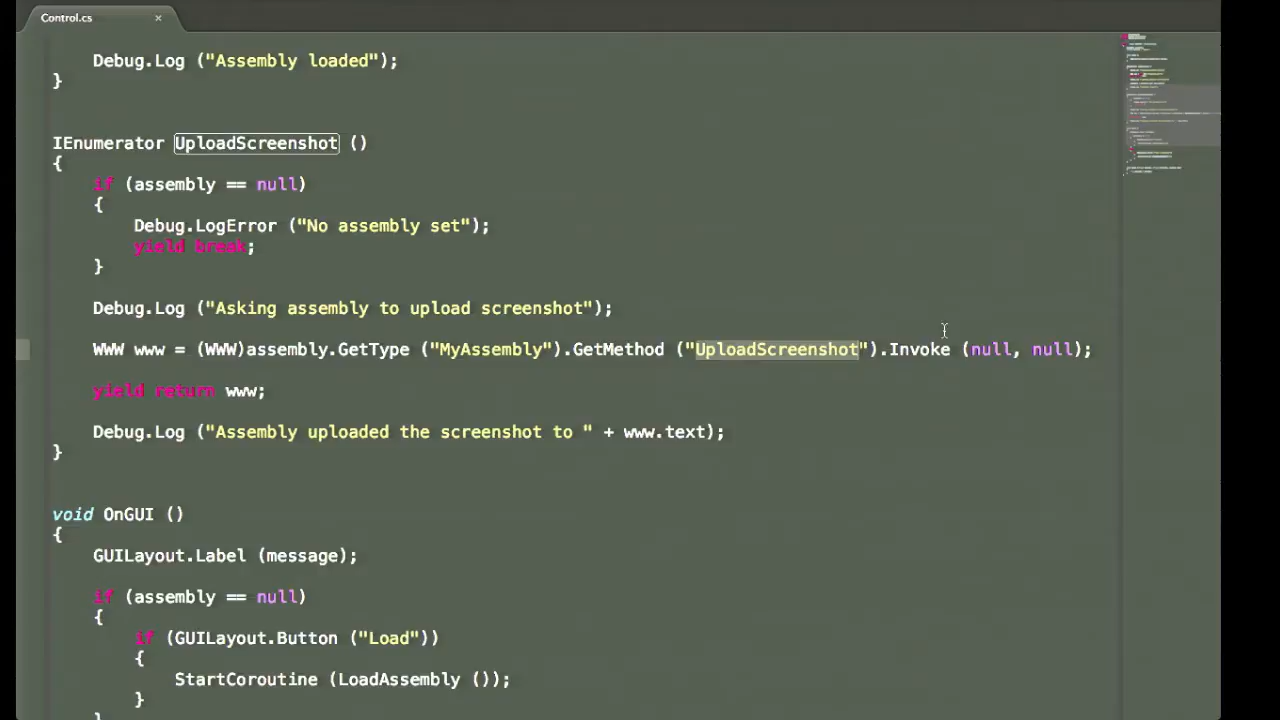 Control.cs ×
Debug.Log ("Assembly loaded");
}
IEnumerator UploadScreenshot ()
{
if (assembly == null)
{
Debug.LogError ("No assembly set");
yield break;
}
Debug.Log ("Asking assembly to upload screenshot");
WWW www = (WWW)assembly.GetType ("MyAssembly").GetMethod ("UploadScreenshot").Invoke (null, null);
yield return www;
Debug.Log ("Assembly uploaded the screenshot to " + www.text);
}
void OnGUI ()
{
GUILayout.Label (message);
if (assembly == null)
{
if (GUILayout.Button ("Load"))
{
StartCoroutine (LoadAssembly ());
}
}